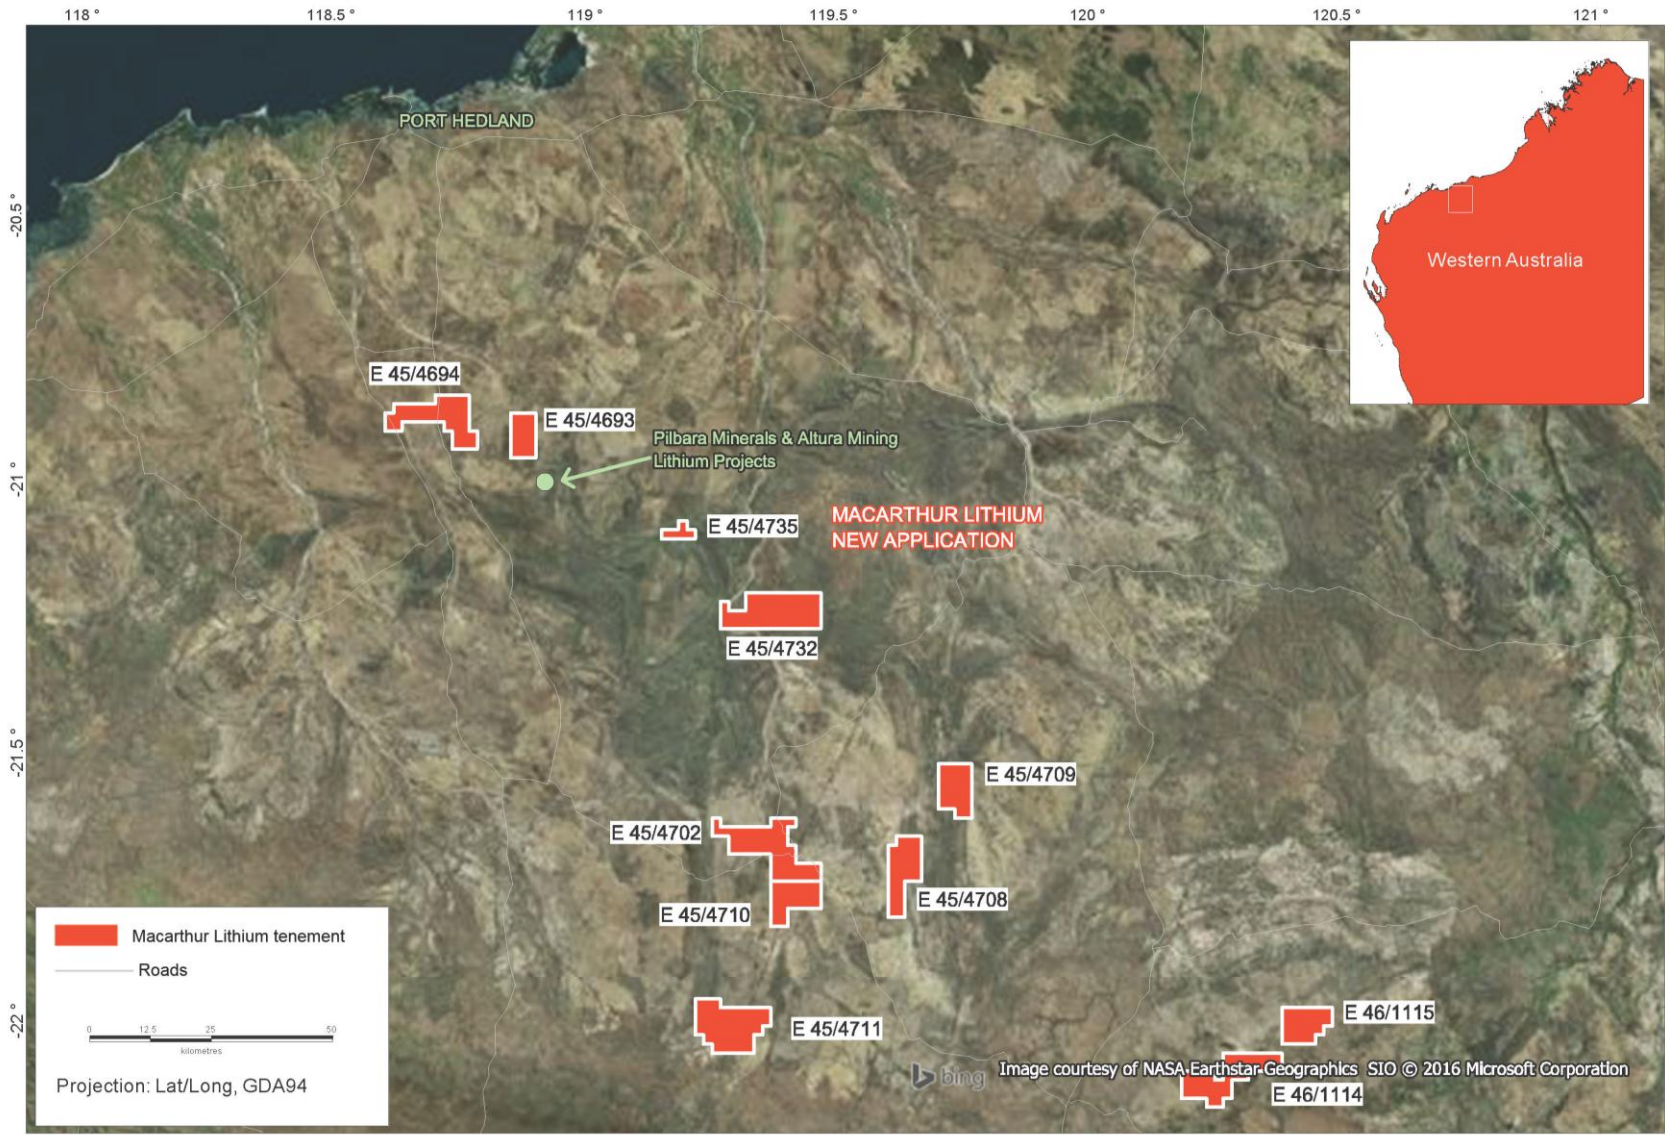 118 °
118.5 °
119 °
119.5 °
120 °
120.5 °
121 °
-20.5 °
-21 °
-21.5 °
-22 °
PORT HEDLAND
Western Australia
E 45/4694
E 45/4693
Pilbara Minerals & Altura Mining
Lithium Projects
E 45/4735
MACARTHUR LITHIUM
NEW APPLICATION
E 45/4732
E 45/4709
E 45/4702
E 45/4708
E 45/4710
E 45/4711
E 46/1115
E 46/1114
Macarthur Lithium tenement
Roads
0 12.5 25 50
kilometres
Projection: Lat/Long, GDA94
bing
Image courtesy of NASA Earthstar Geographics SIO © 2016 Microsoft Corporation